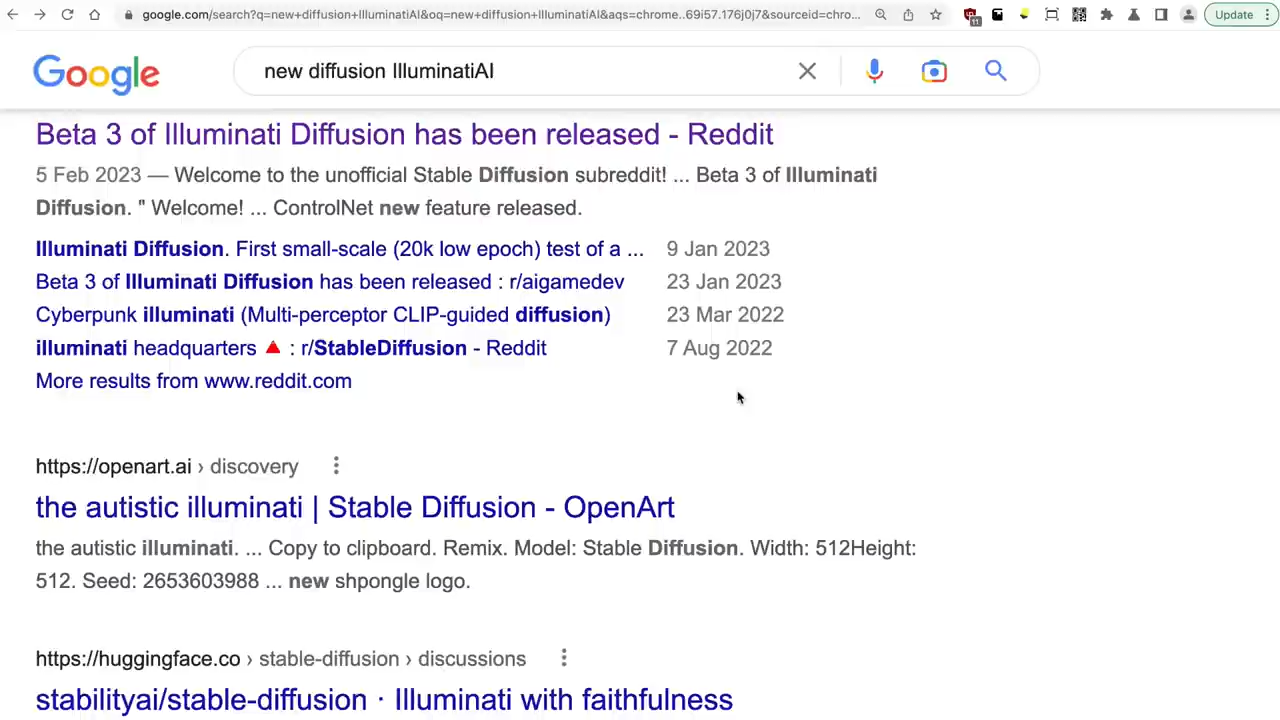 google.com/search?q=new+diffusion+IlluminatiAI&oq=new+diffusion+IlluminatiAI&aqs=chrome..69i57.176j0j7&sourceid=chro...
11
Update
Google
new diffusion IlluminatiAI
Beta 3 of Illuminati Diffusion has been released - Reddit
5 Feb 2023 — Welcome to the unofficial Stable Diffusion subreddit! ... Beta 3 of Illuminati
Diffusion. " Welcome! ... ControlNet new feature released.
Illuminati Diffusion. First small-scale (20k low epoch) test of a ... 9 Jan 2023
Beta 3 of Illuminati Diffusion has been released : r/aigamedev 23 Jan 2023
Cyberpunk illuminati (Multi-perceptor CLIP-guided diffusion) 23 Mar 2022
illuminati headquarters 🔺 : r/StableDiffusion - Reddit 7 Aug 2022
More results from www.reddit.com
https://openart.ai › discovery
the autistic illuminati | Stable Diffusion - OpenArt
the autistic illuminati. ... Copy to clipboard. Remix. Model: Stable Diffusion. Width: 512Height:
512. Seed: 2653603988 ... new shpongle logo.
https://huggingface.co › stable-diffusion › discussions
stabilityai/stable-diffusion · Illuminati with faithfulness